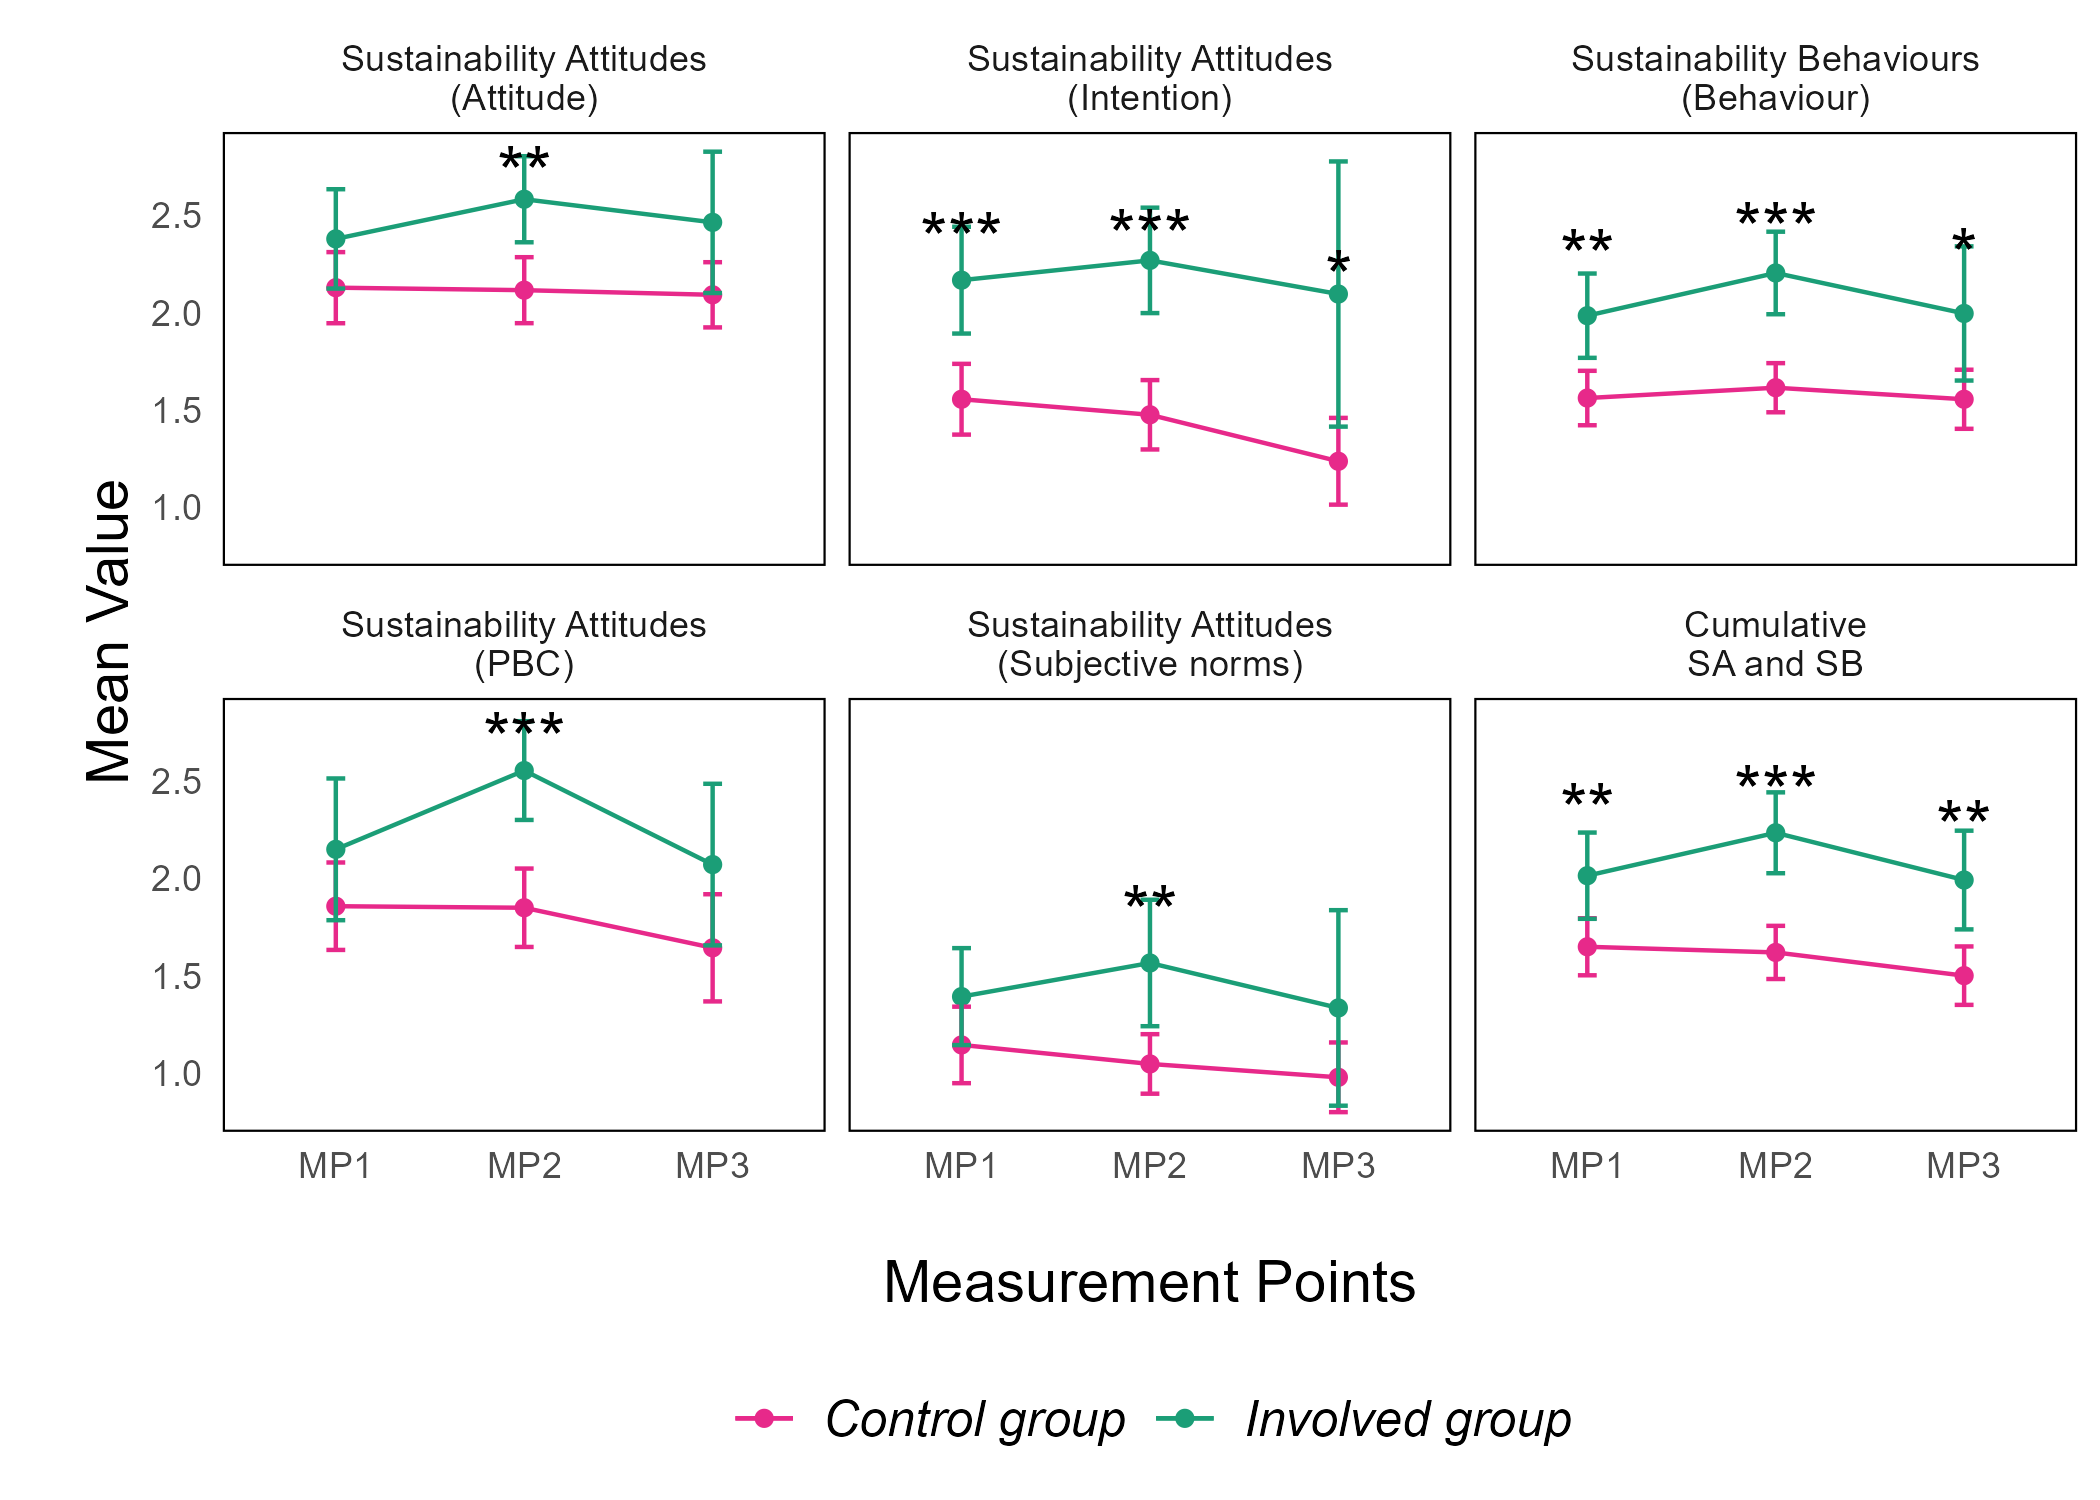 Sustainability Attitudes
(Attitude)
Sustainability Attitudes
(Intention)
Sustainability Behaviours
(Behaviour)
**
*** *** *
** *** *
2.5
2.0
1.5
1.0
Mean Value
Sustainability Attitudes
(PBC)
Sustainability Attitudes
(Subjective norms)
Cumulative
SA and SB
***
**
** *** **
2.5
2.0
1.5
1.0
MP1 MP2 MP3
MP1 MP2 MP3
MP1 MP2 MP3
Measurement Points
Control group
Involved group